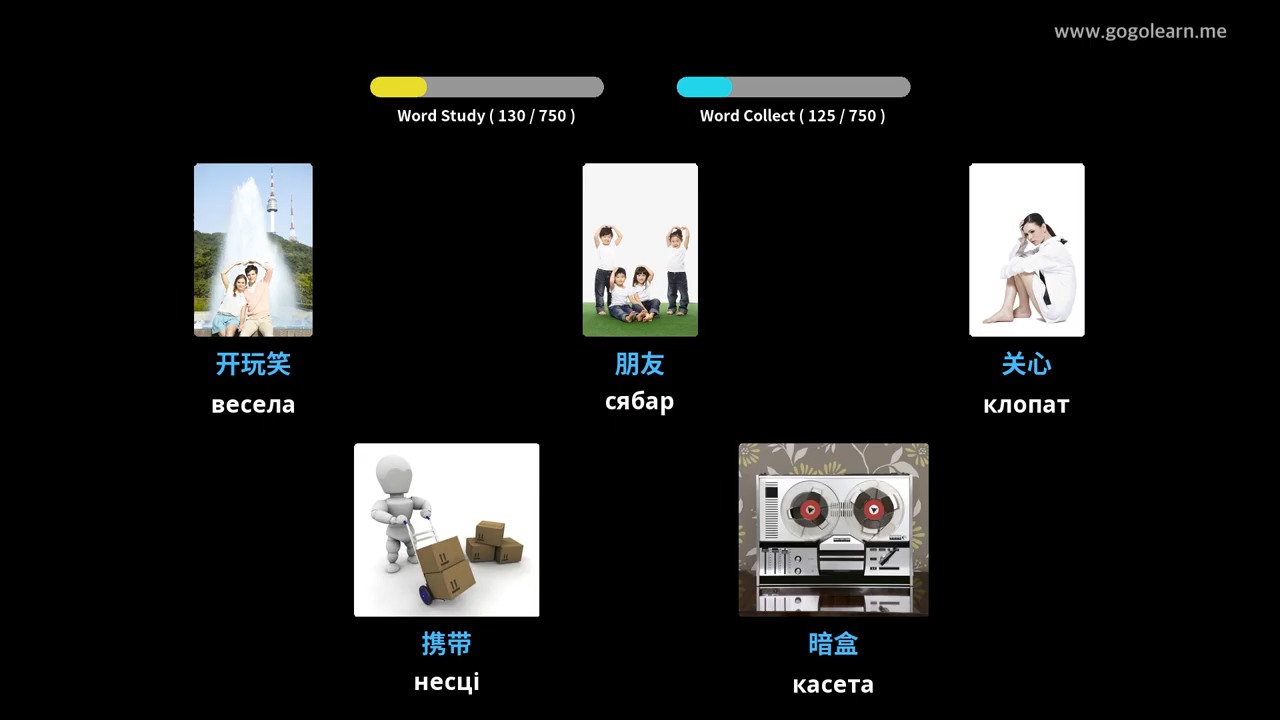 www.gogolearn.me
Word Study ( 130 / 750 )
Word Collect ( 125 / 750 )
开玩笑
весела
朋友
сябар
关心
клопат
携带
несці
暗盒
касета